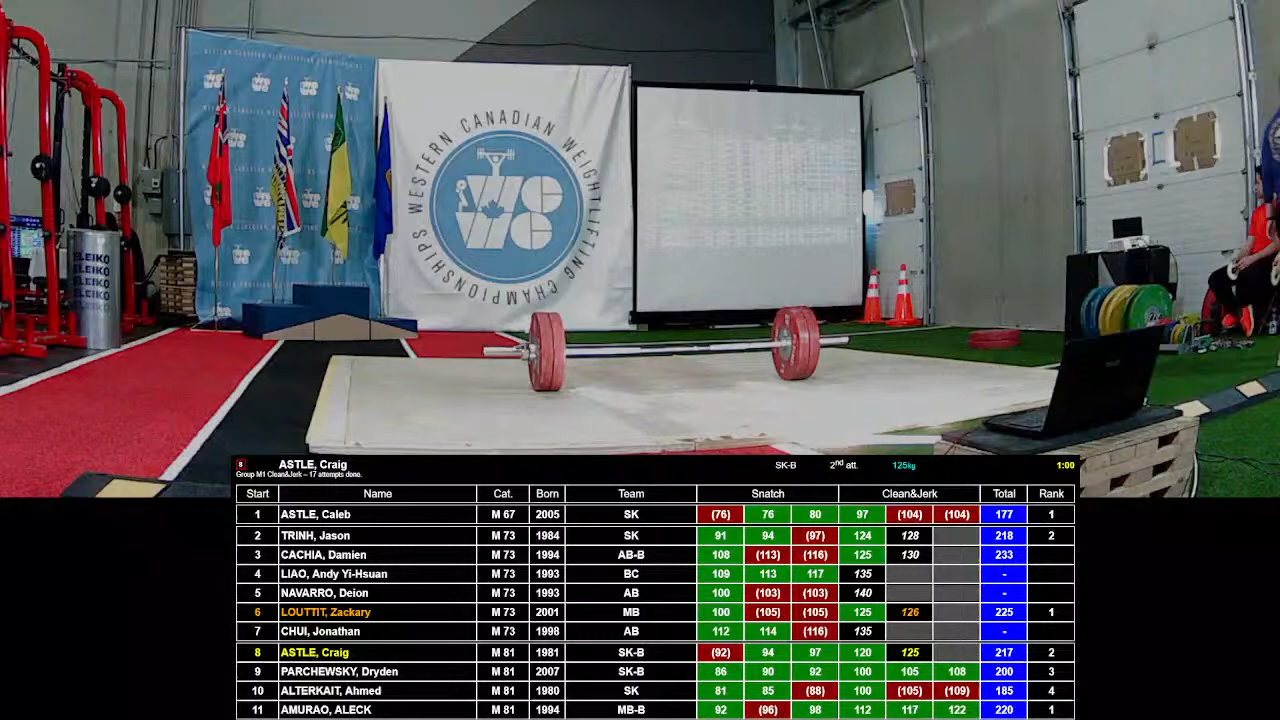 WESTERN CANADIAN WEIGHTLIFTING CHAMPIONSHIPS
WC
WC
ELEIKO
ELEIKO
ELEIKO
ELEIKO
8 ASTLE, Craig SK-B 2nd att. 125kg 1:00
Group M1 Clean&Jerk – 17 attempts done.
Start Name Cat. Born Team Snatch Clean&Jerk Total Rank
1 ASTLE, Caleb M 67 2005 SK (76) 76 80 97 (104) (104) 177 1
2 TRINH, Jason M 73 1984 SK 91 94 (97) 124 128 218 2
3 CACHIA, Damien M 73 1994 AB-B 108 (113) (116) 125 130 233
4 LIAO, Andy Yi-Hsuan M 73 1993 BC 109 113 117 135 -
5 NAVARRO, Deion M 73 1993 AB 100 (103) (103) 140 -
6 LOUTTIT, Zackary M 73 2001 MB 100 (105) (105) 125 126 225 1
7 CHUI, Jonathan M 73 1998 AB 112 114 (116) 135 -
8 ASTLE, Craig M 81 1981 SK-B (92) 94 97 120 125 217 2
9 PARCHEWSKY, Dryden M 81 2007 SK-B 86 90 92 100 105 108 200 3
10 ALTERKAIT, Ahmed M 81 1980 SK 81 85 (88) 100 (105) (109) 185 4
11 AMURAO, ALECK M 81 1994 MB-B 92 (96) 98 112 117 122 220 1